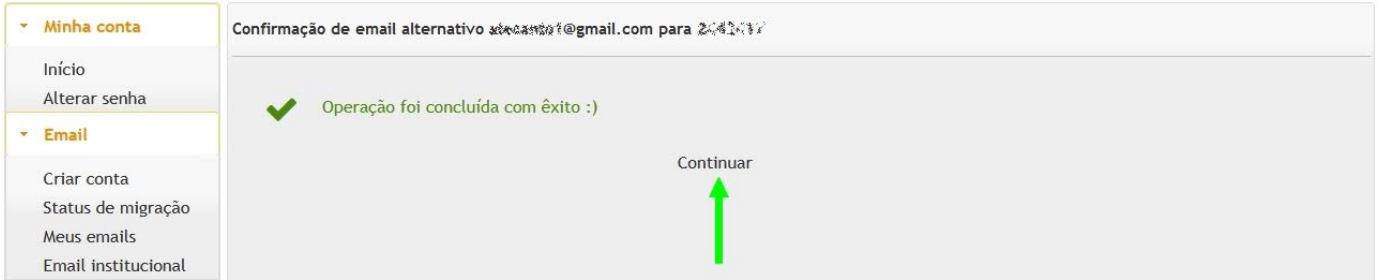 Minha conta
Início
Alterar senha
Email
Criar conta
Status de migração
Meus emails
Email institucional
Confirmação de email alternativo @gmail.com para
Operação foi concluída com êxito :)
Continuar